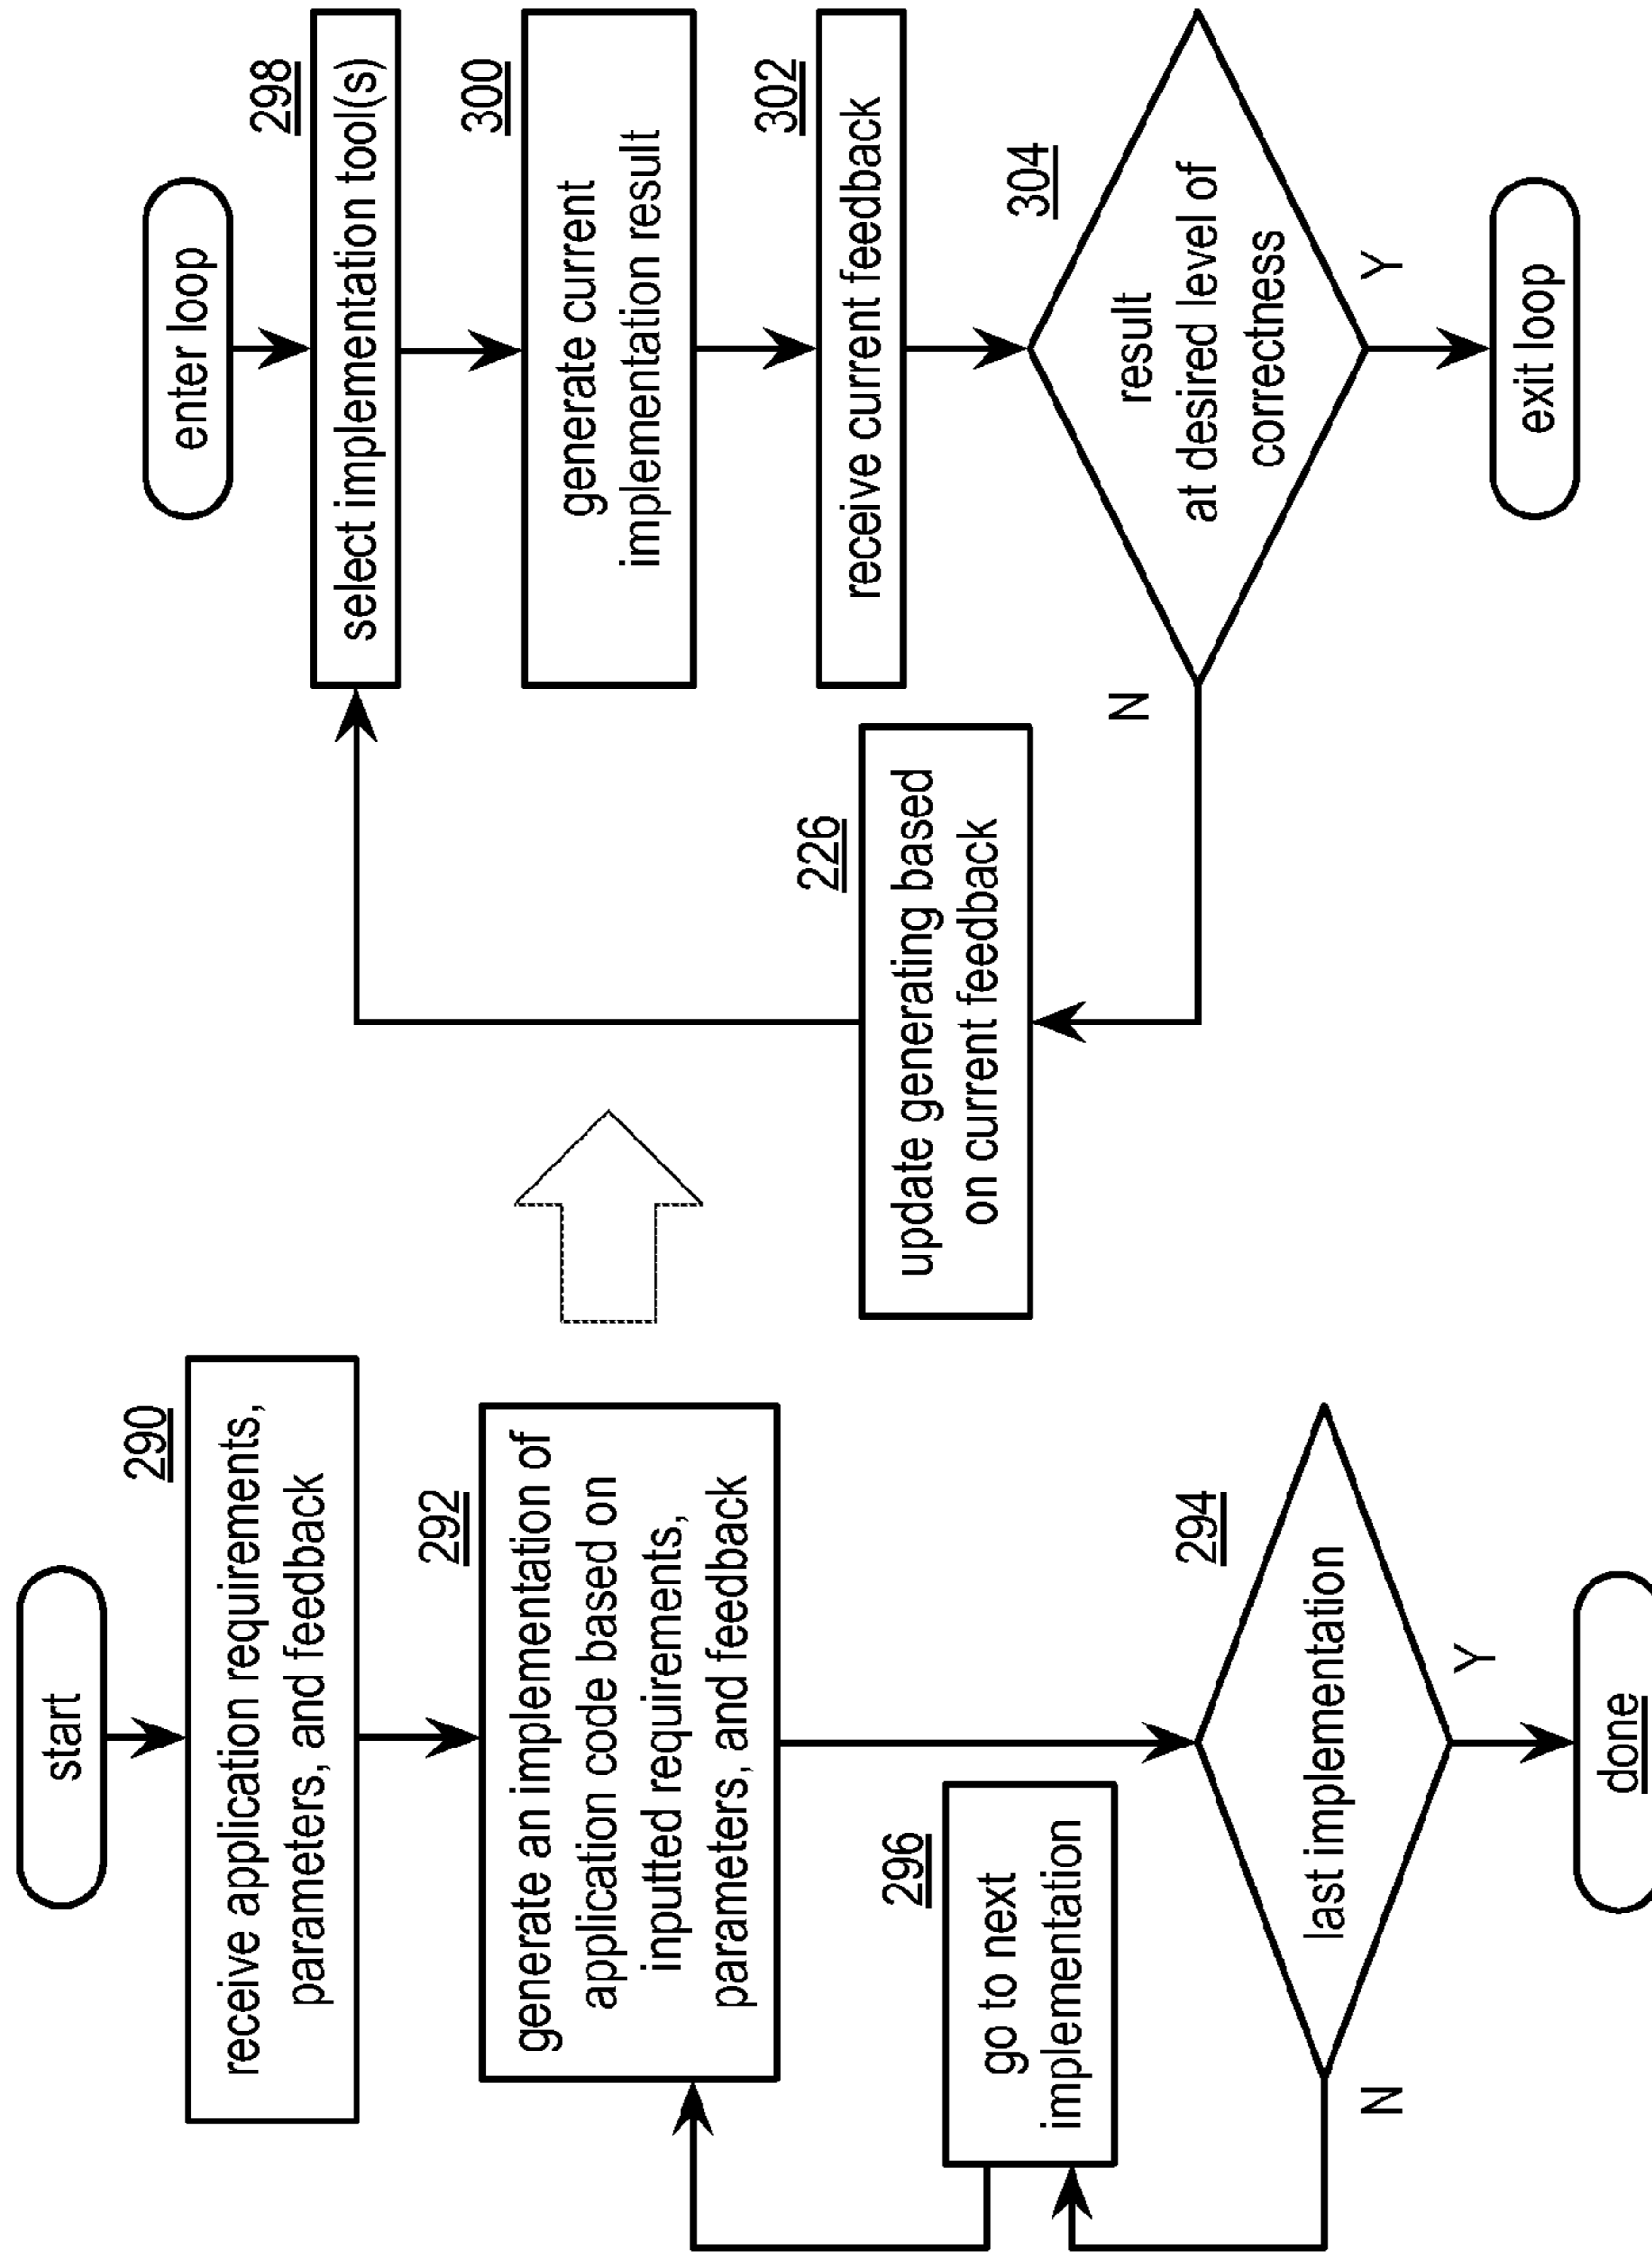 start
290
receive application requirements,
parameters, and feedback
292
generate an implementation of
application code based on
inputted requirements,
parameters, and feedback
296
go to next
implementation
294
last implementation
N
Y
done
enter loop
298
select implementation tool(s)
300
generate current
implementation result
302
receive current feedback
304
result
at desired level of
correctness
N
Y
226
update generating based
on current feedback
exit loop